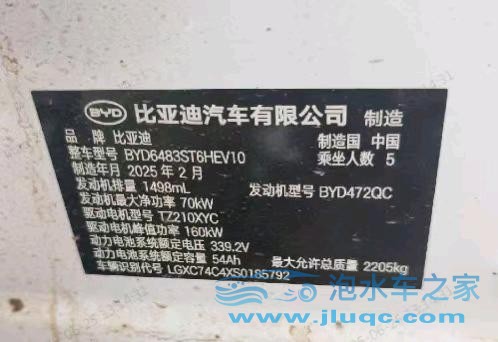 BYD 比亚迪汽车有限公司 制造
品 牌 比亚迪 制造国 中国
整车型号 BYD6483ST6HEV10 乘坐人数 5
制造年月 2025 年 2 月
发动机排量 1498mL 发动机型号 BYD472QC
发动机最大净功率 70kW
驱动电机型号 TZ210XYC
驱动电机峰值功率 160kW
动力电池系统额定电压 339.2V
动力电池系统额定容量 54Ah 最大允许总质量 2205kg
车辆识别代号 LGXC74C4XS0185792
泡水车之家
www.jluqc.com